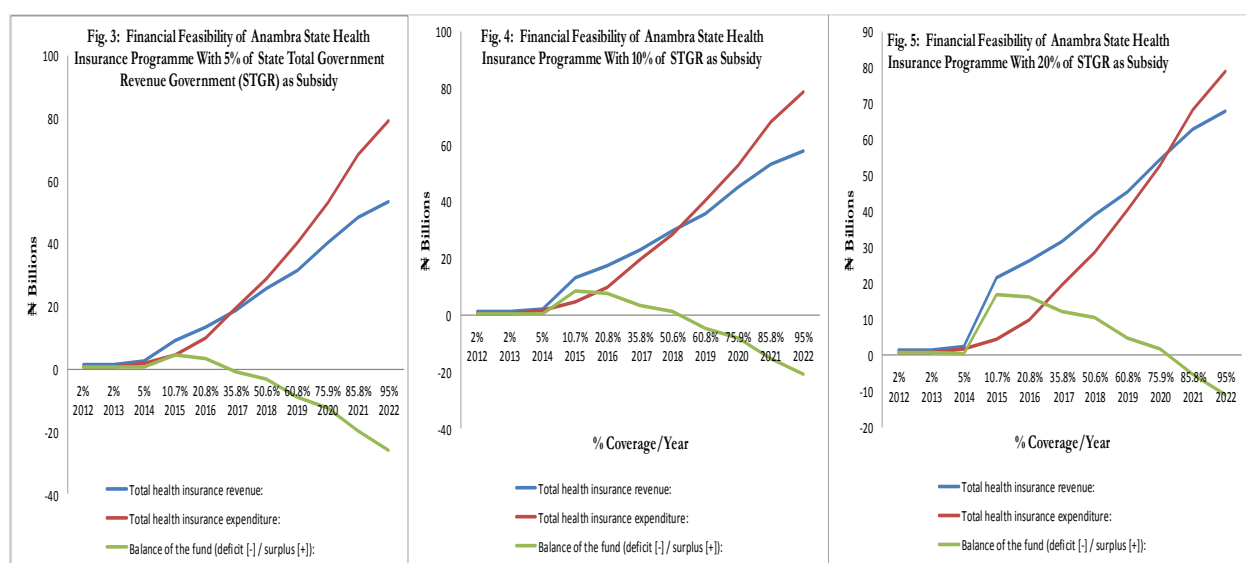 Fig. 3: Financial Feasibility of Anambra State Health
Insurance Programme With 5% of State Total Government
Revenue Government (STGR) as Subsidy
100
80
60
40
20
0
-20
-40
₦ Billions
2% 2% 5% 10.7% 20.8% 35.8% 50.6% 60.8% 75.9% 85.8% 95%
2012 2013 2014 2015 2016 2017 2018 2019 2020 2021 2022
Total health insurance revenue:
Total health insurance expenditure:
Balance of the fund (deficit [-] / surplus [+]):
Fig. 4: Financial Feasibility of Anambra State Health
Insurance Programme With 10% of STGR as Subsidy
100
80
60
40
20
0
-20
-40
₦ Billions
2% 2% 5% 10.7% 20.8% 35.8% 50.6% 60.8% 75.9% 85.8% 95%
2012 2013 2014 2015 2016 2017 2018 2019 2020 2021 2022
% Coverage/Year
Total health insurance revenue:
Total health insurance expenditure:
Balance of the fund (deficit [-] / surplus [+]):
Fig. 5: Financial Feasibility of Anambra State Health
Insurance Programme With 20% of STGR as Subsidy
90
80
70
60
50
40
30
20
10
0
-10
-20
₦ Billions
2% 2% 5% 10.7% 20.8% 35.8% 50.6% 60.8% 75.9% 85.8% 95%
2012 2013 2014 2015 2016 2017 2018 2019 2020 2021 2022
% Coverage/Year
Total health insurance revenue:
Total health insurance expenditure:
Balance of the fund (deficit [-] / surplus [+]):